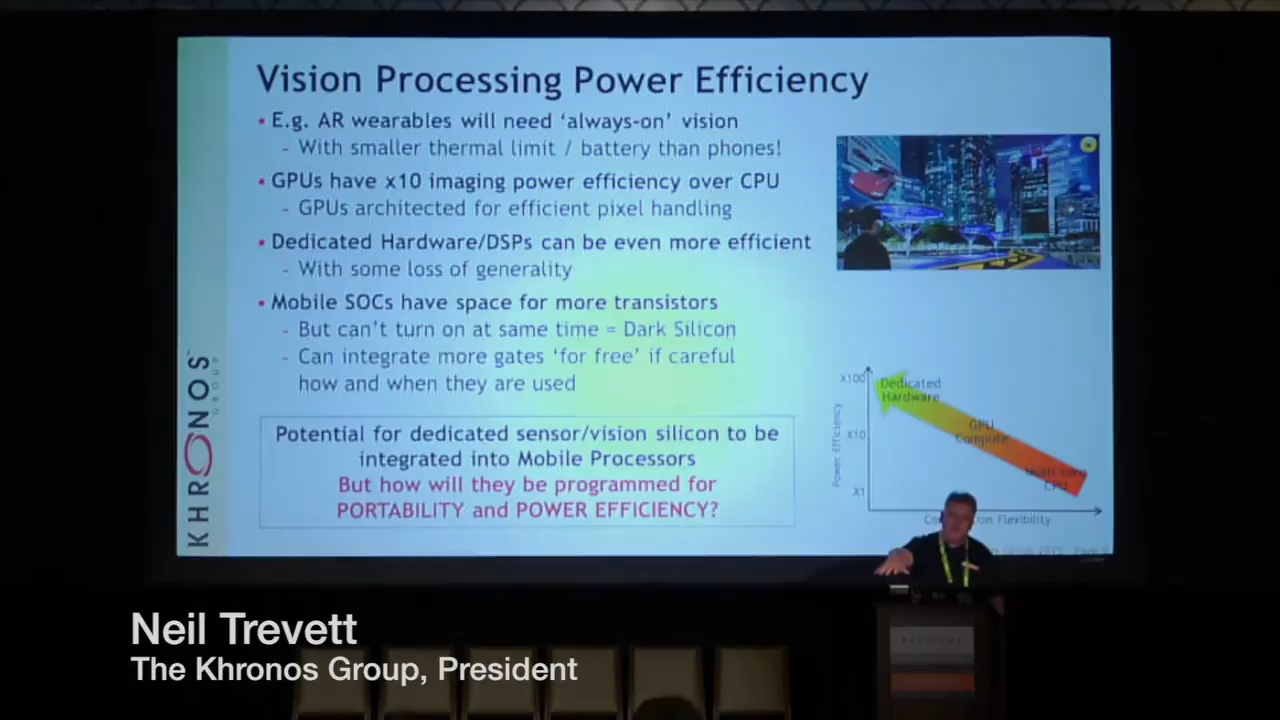 Vision Processing Power Efficiency
• E.g. AR wearables will need ‘always-on’ vision
- With smaller thermal limit / battery than phones!
• GPUs have x10 imaging power efficiency over CPU
- GPUs architected for efficient pixel handling
• Dedicated Hardware/DSPs can be even more efficient
- With some loss of generality
• Mobile SOCs have space for more transistors
- But can’t turn on at same time = Dark Silicon
- Can integrate more gates ‘for free’ if careful
how and when they are used
Potential for dedicated sensor/vision silicon to be
integrated into Mobile Processors
But how will they be programmed for
PORTABILITY and POWER EFFICIENCY?
KHRONOS
GROUP
Power Efficiency
X100
X10
X1
Dedicated
Hardware
GPU
Compute
Multi-core
CPU
Flexibility
KHRONOS
Neil Trevett
The Khronos Group, President